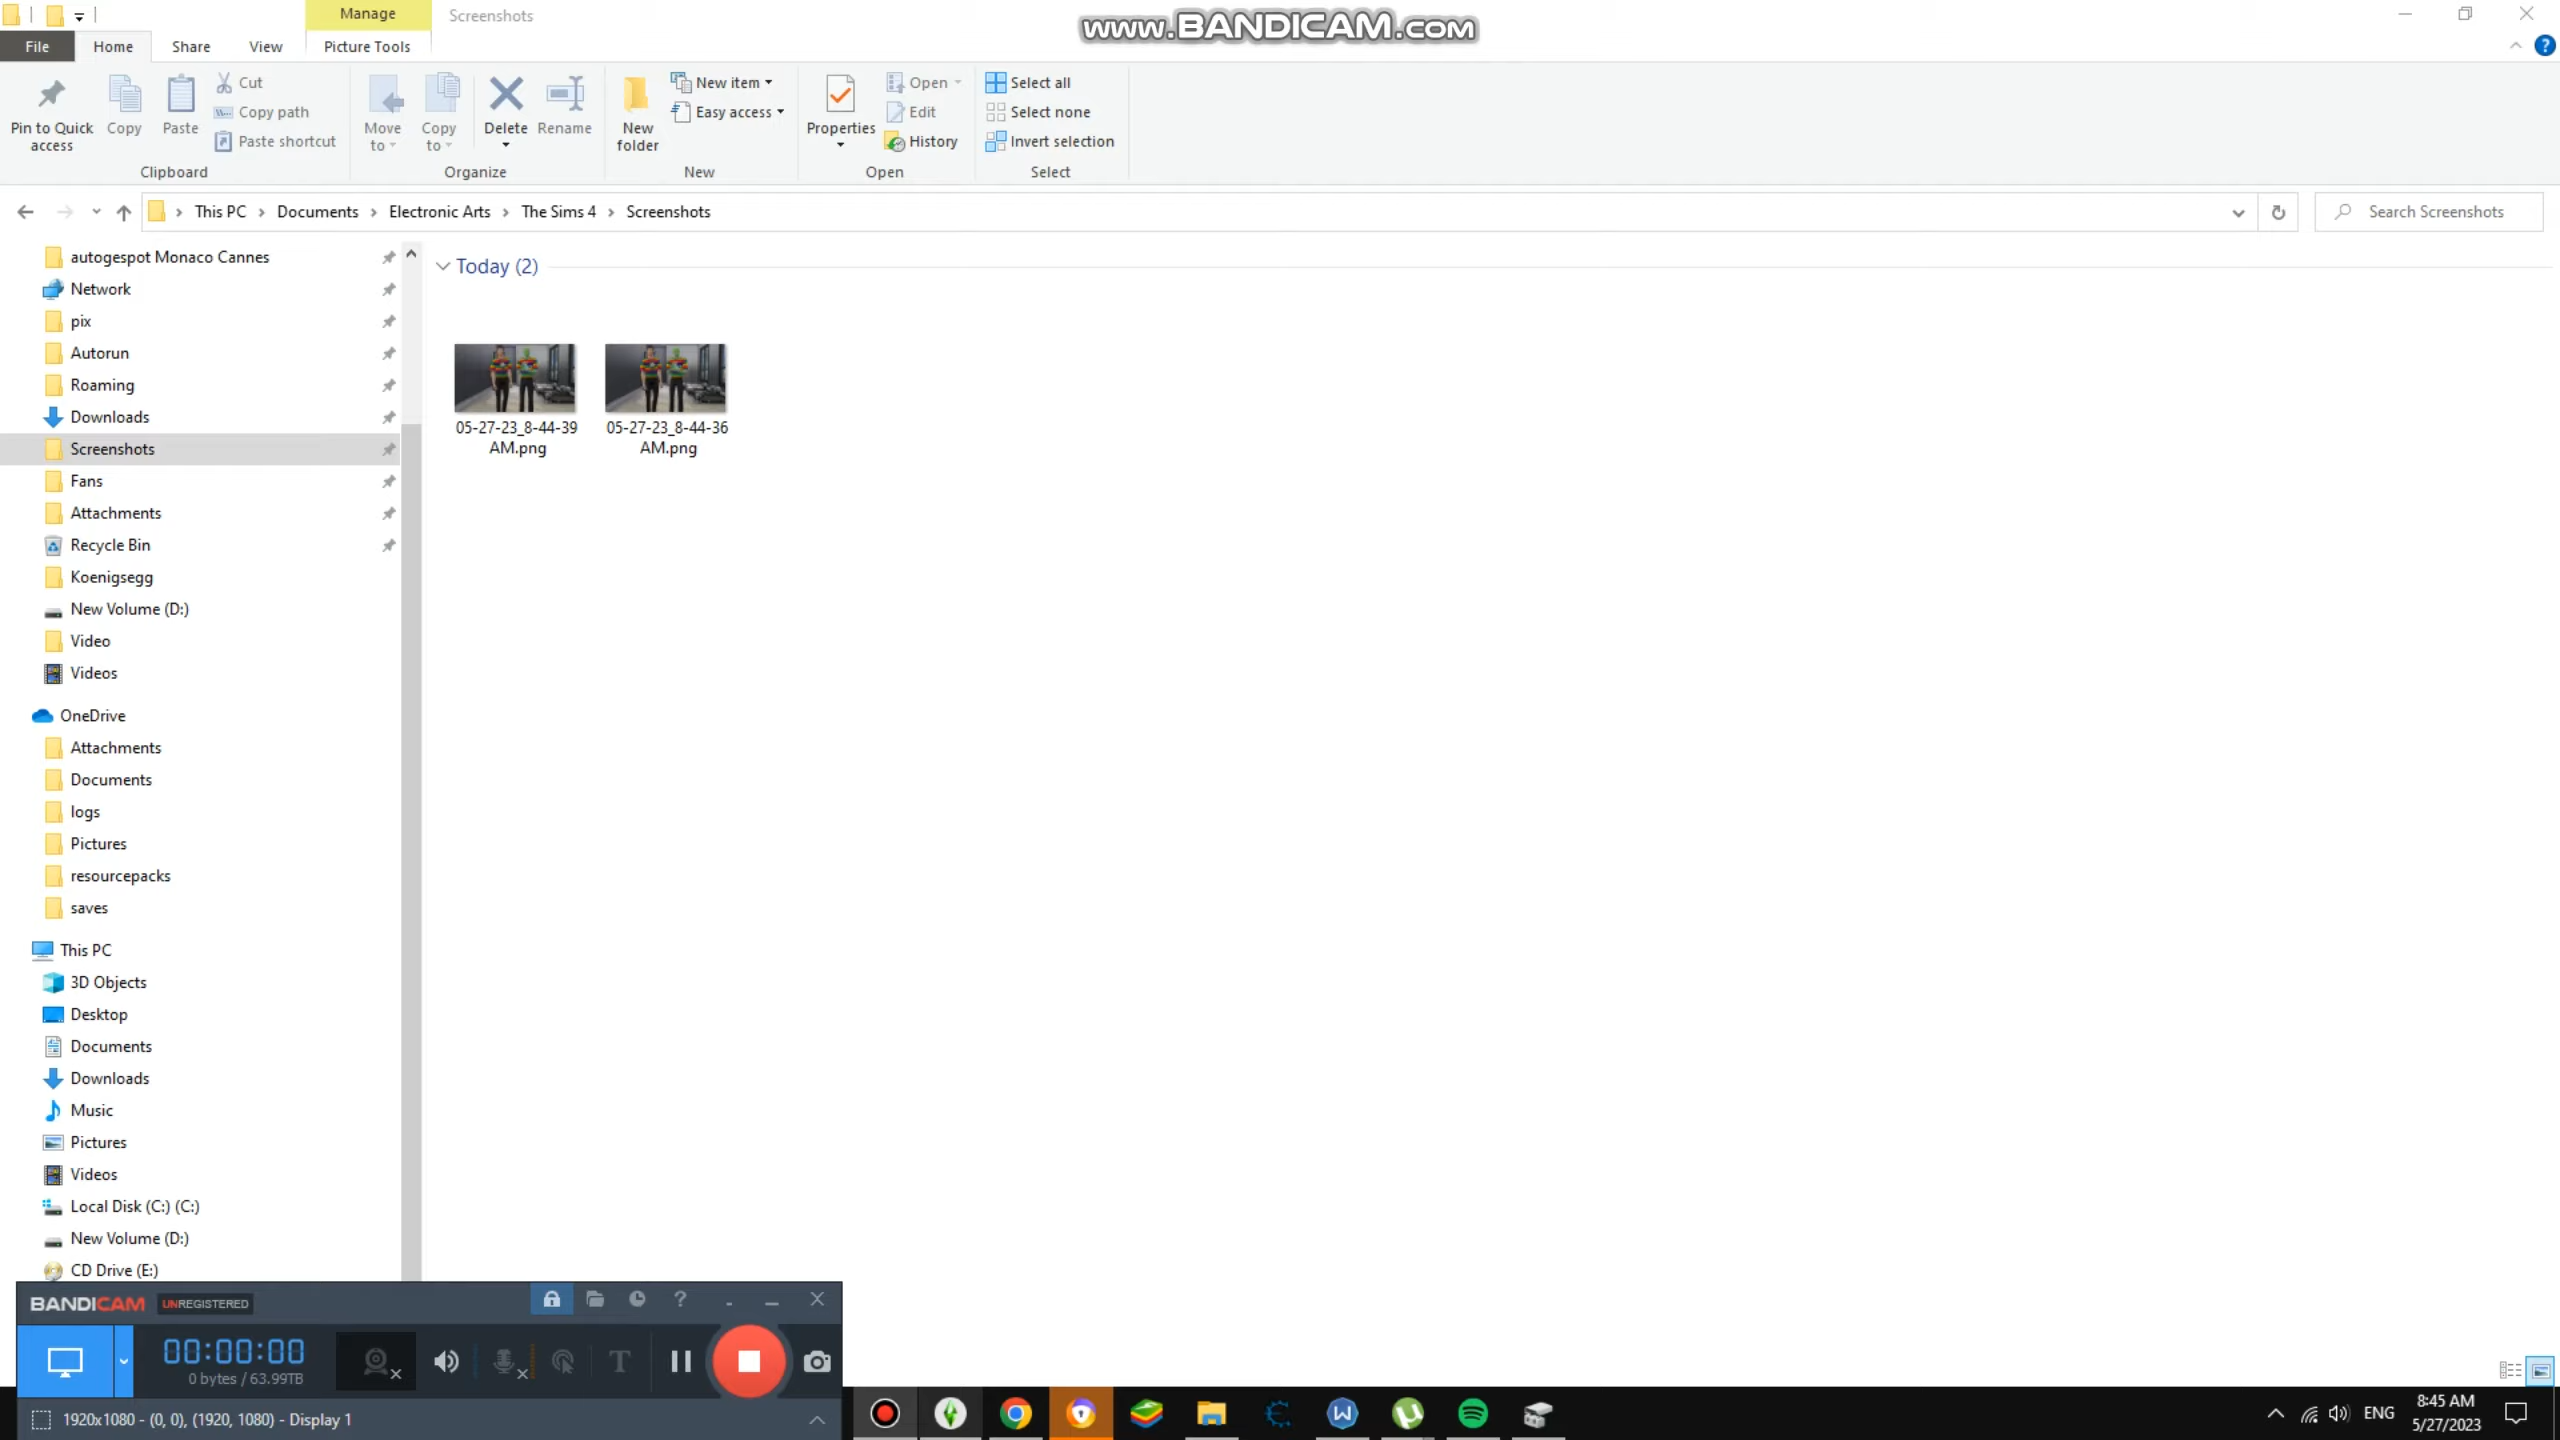 Manage
Screenshots
www.BANDICAM.com
File
Home
Share
View
Picture Tools
Pin to Quick access
Copy
Paste
Cut
Copy path
Paste shortcut
Clipboard
Move to
Copy to
Delete
Rename
Organize
New folder
New item
Easy access
New
Properties
Open
Edit
History
Open
Select all
Select none
Invert selection
Select
This PC > Documents > Electronic Arts > The Sims 4 > Screenshots
Search Screenshots
autogespot Monaco Cannes
Network
pix
Autorun
Roaming
Downloads
Screenshots
Fans
Attachments
Recycle Bin
Koenigsegg
New Volume (D:)
Video
Videos
OneDrive
Attachments
Documents
logs
Pictures
resourcepacks
saves
This PC
3D Objects
Desktop
Documents
Downloads
Music
Pictures
Videos
Local Disk (C:) (C:)
New Volume (D:)
CD Drive (E:)
Today (2)
05-27-23_8-44-39
AM.png
05-27-23_8-44-36
AM.png
BANDICAM UNREGISTERED
00:00:00
0 bytes / 63.99TB
1920x1080 - (0, 0), (1920, 1080) - Display 1
ENG
8:45 AM
5/27/2023